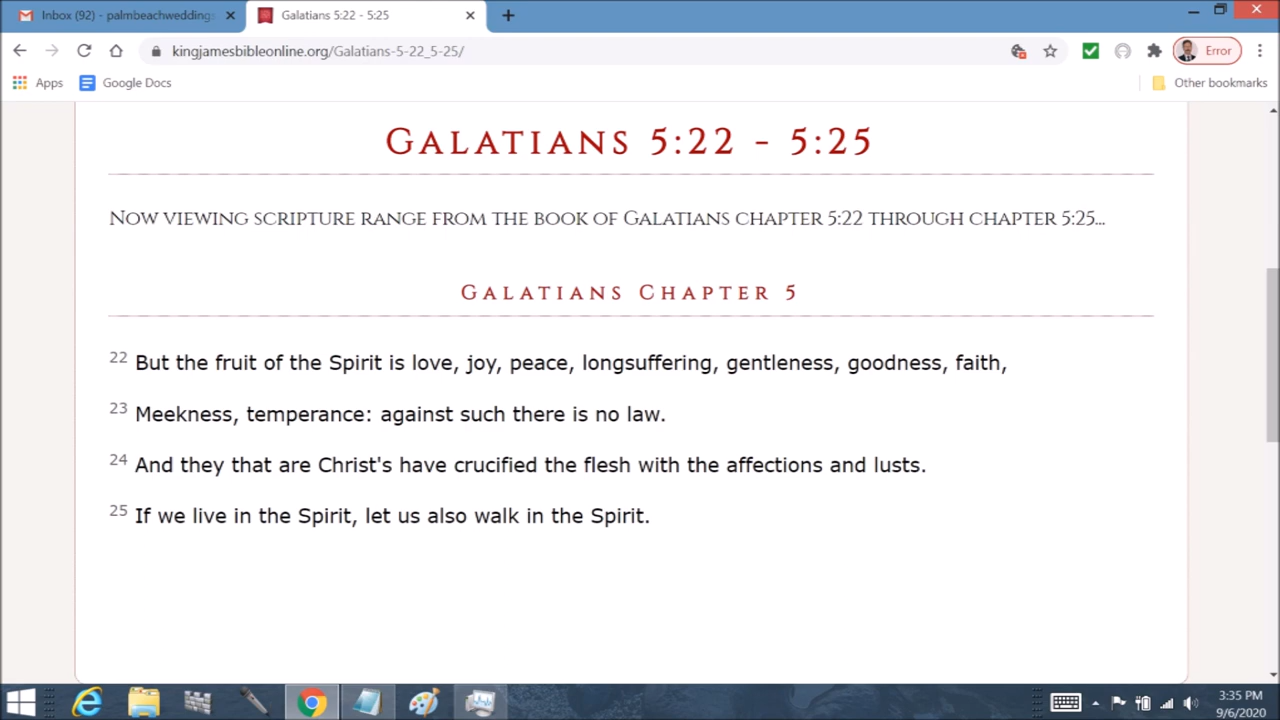 Inbox (92) - palmbeachweddings
Galatians 5:22 - 5:25
kingjamesbibleonline.org/Galatians-5-22_5-25/
Error
Apps
Google Docs
Other bookmarks
Galatians 5:22 - 5:25
Now viewing scripture range from the book of Galatians chapter 5:22 through chapter 5:25...
Galatians Chapter 5
22 But the fruit of the Spirit is love, joy, peace, longsuffering, gentleness, goodness, faith,
23 Meekness, temperance: against such there is no law.
24 And they that are Christ's have crucified the flesh with the affections and lusts.
25 If we live in the Spirit, let us also walk in the Spirit.
3:35 PM
9/6/2020